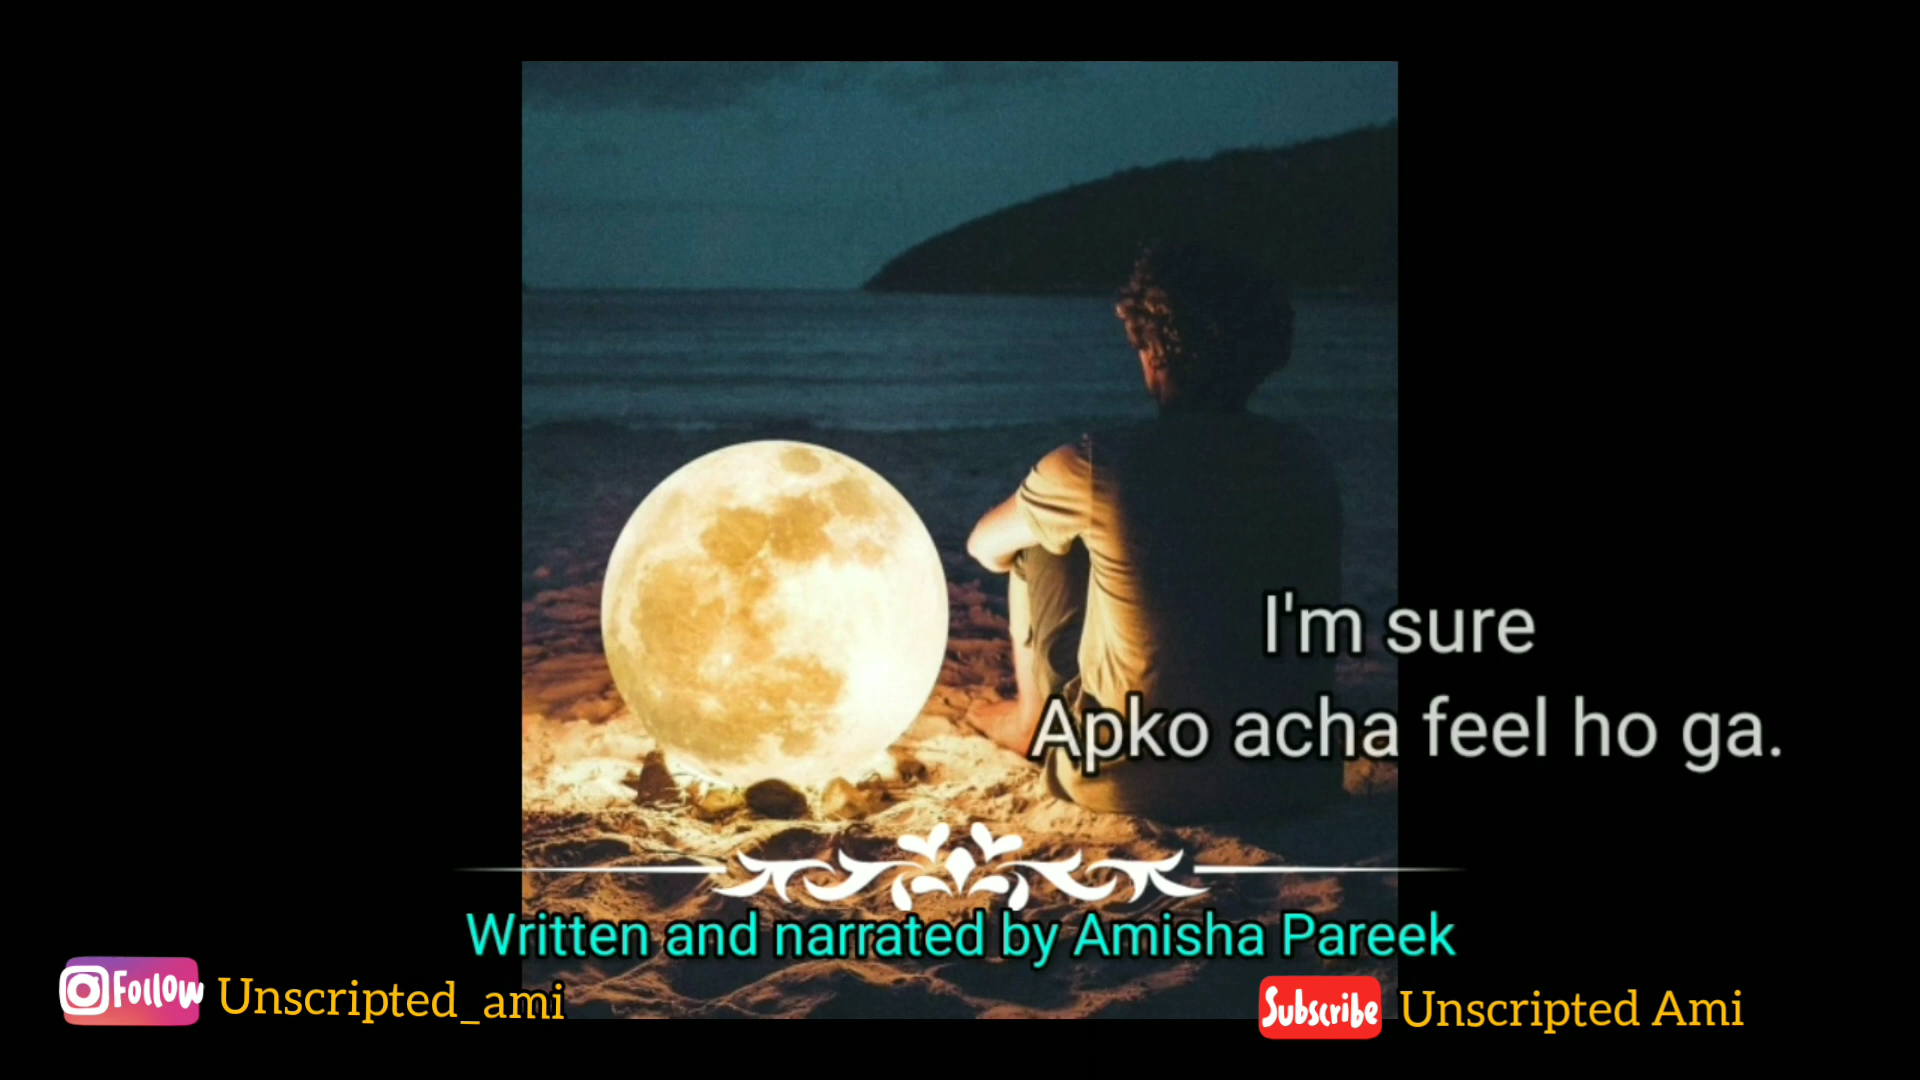 I'm sure
Apko acha feel ho ga.
Written and narrated by Amisha Pareek
Follow Unscripted_ami
Subscribe Unscripted Ami